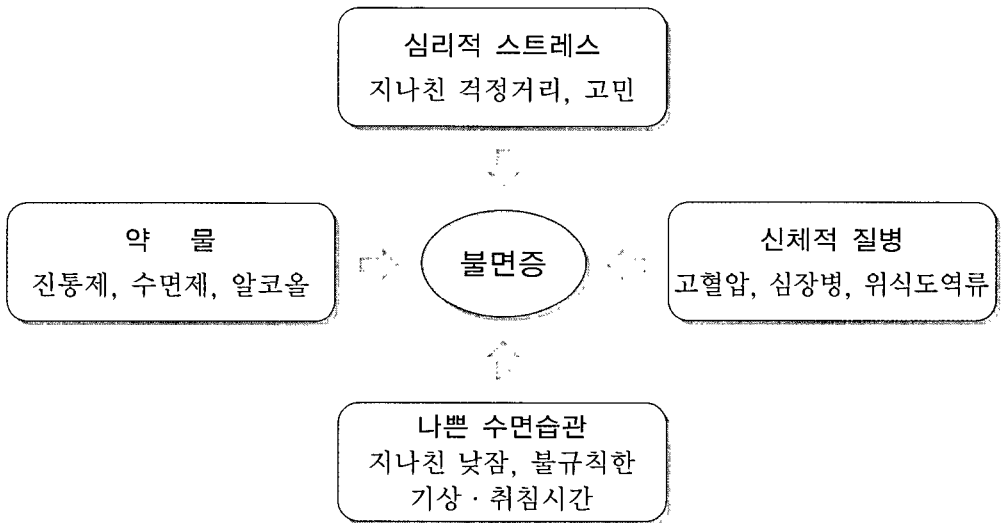 심리적 스트레스
지나친 걱정거리, 고민
약 물
진통제, 수면제, 알코올
불면증
신체적 질병
고혈압, 심장병, 위식도역류
나쁜 수면습관
지나친 낮잠, 불규칙한
기상 · 취침시간